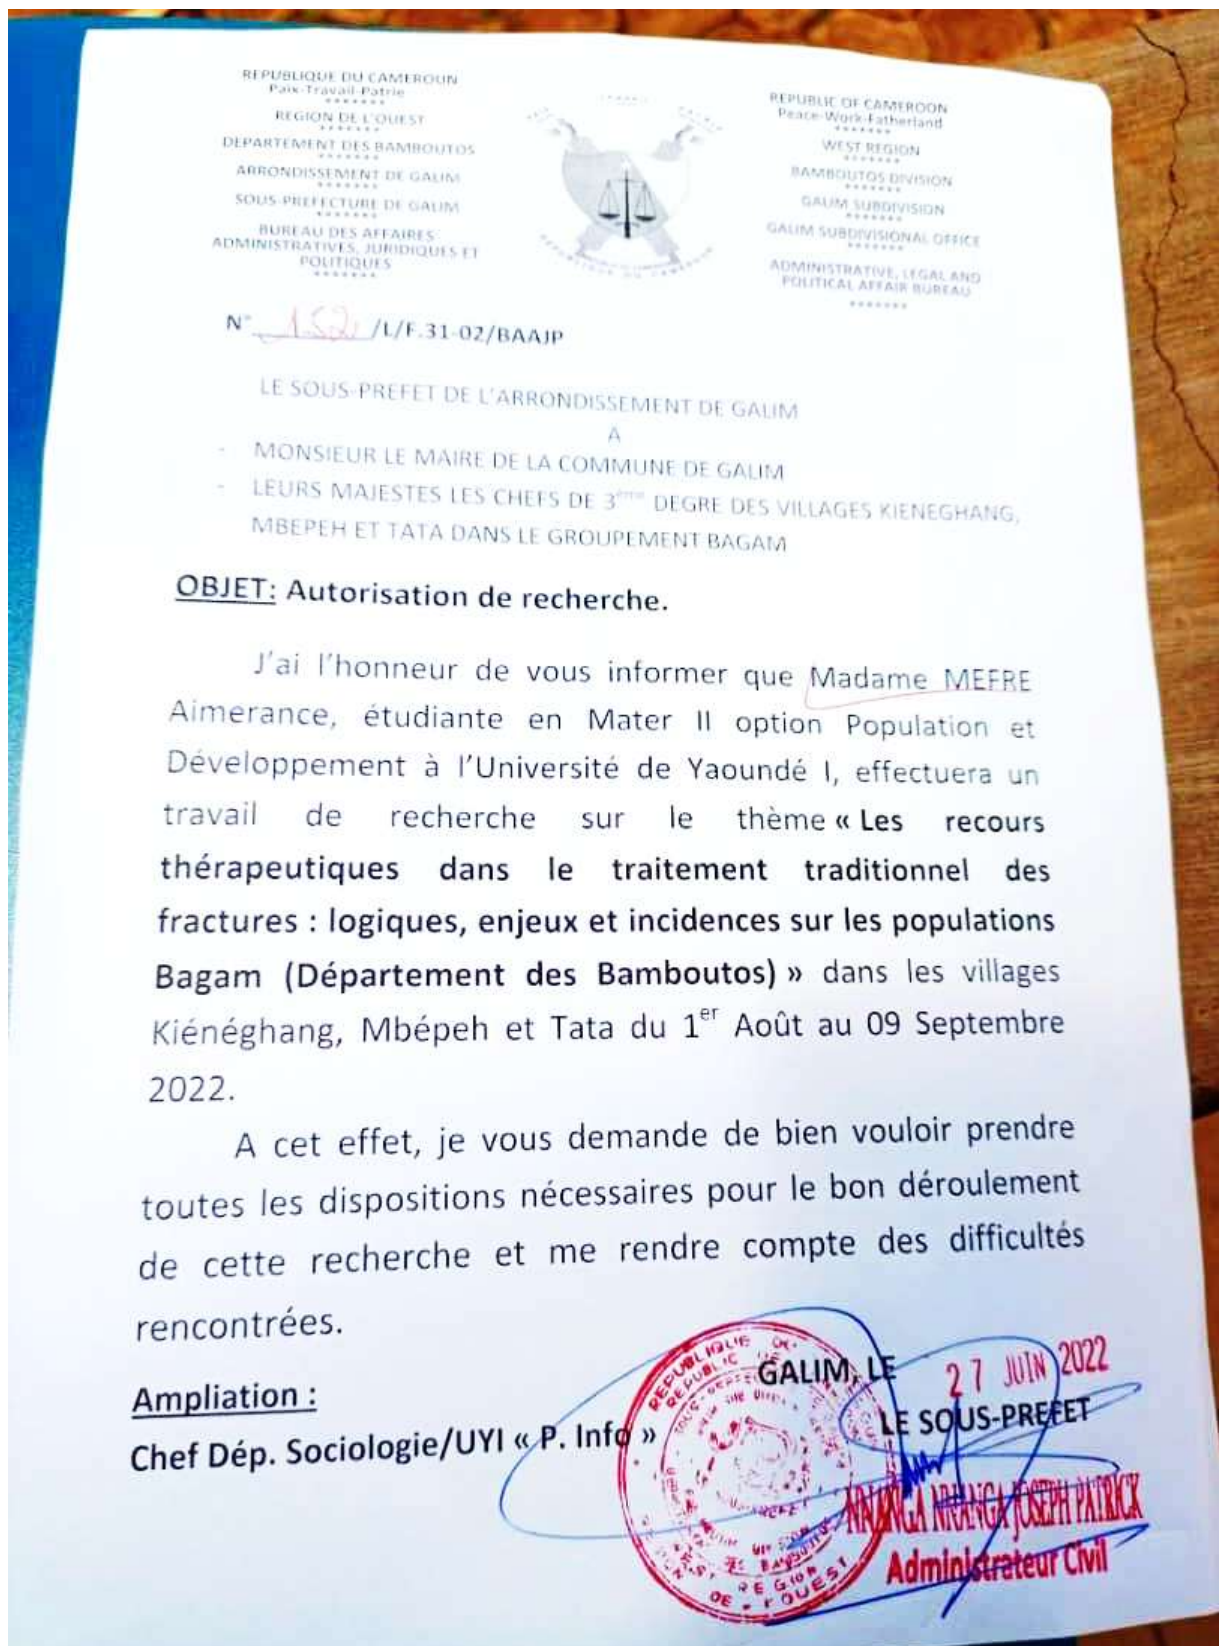 REPUBLIQUE DU CAMEROUN
Paix-Travail-Patrie
*******
REGION DE L'OUEST
*******
DEPARTEMENT DES BAMBOUTOS
*******
ARRONDISSEMENT DE GALIM
*******
SOUS-PREFECTURE DE GALIM
*******
BUREAU DES AFFAIRES
ADMINISTRATIVES, JURIDIQUES ET
POLITIQUES
*******
REPUBLIC OF CAMEROON
Peace-Work-Fatherland
*******
WEST REGION
*******
BAMBOUTOS DIVISION
*******
GALIM SUBDIVISION
*******
GALIM SUBDIVISIONAL OFFICE
*******
ADMINISTRATIVE, LEGAL AND
POLITICAL AFFAIR BUREAU
*******
REPUBLIQUE DU CAMEROUN
N° 152 /L/F.31-02/BAAJP
LE SOUS-PREFET DE L'ARRONDISSEMENT DE GALIM
A
- MONSIEUR LE MAIRE DE LA COMMUNE DE GALIM
- LEURS MAJESTES LES CHEFS DE 3ème DEGRE DES VILLAGES KIENEGHANG,
MBEPEH ET TATA DANS LE GROUPEMENT BAGAM
OBJET: Autorisation de recherche.
J'ai l'honneur de vous informer que Madame MEFRE
Aimerance, étudiante en Mater II option Population et
Développement à l'Université de Yaoundé I, effectuera un
travail de recherche sur le thème « Les recours
thérapeutiques dans le traitement traditionnel des
fractures : logiques, enjeux et incidences sur les populations
Bagam (Département des Bamboutos) » dans les villages
Kiénéghang, Mbépeh et Tata du 1er Août au 09 Septembre
2022.
A cet effet, je vous demande de bien vouloir prendre
toutes les dispositions nécessaires pour le bon déroulement
de cette recherche et me rendre compte des difficultés
rencontrées.
GALIM, LE 27 JUIN 2022
Ampliation :
LE SOUS-PREFET
Chef Dép. Sociologie/UYI « P. Info »
NNANGA NNANGA JOSEPH PATRICK
Administrateur Civil
REPUBLIQUE
REPUBLIC
REGION
DE L'OUEST